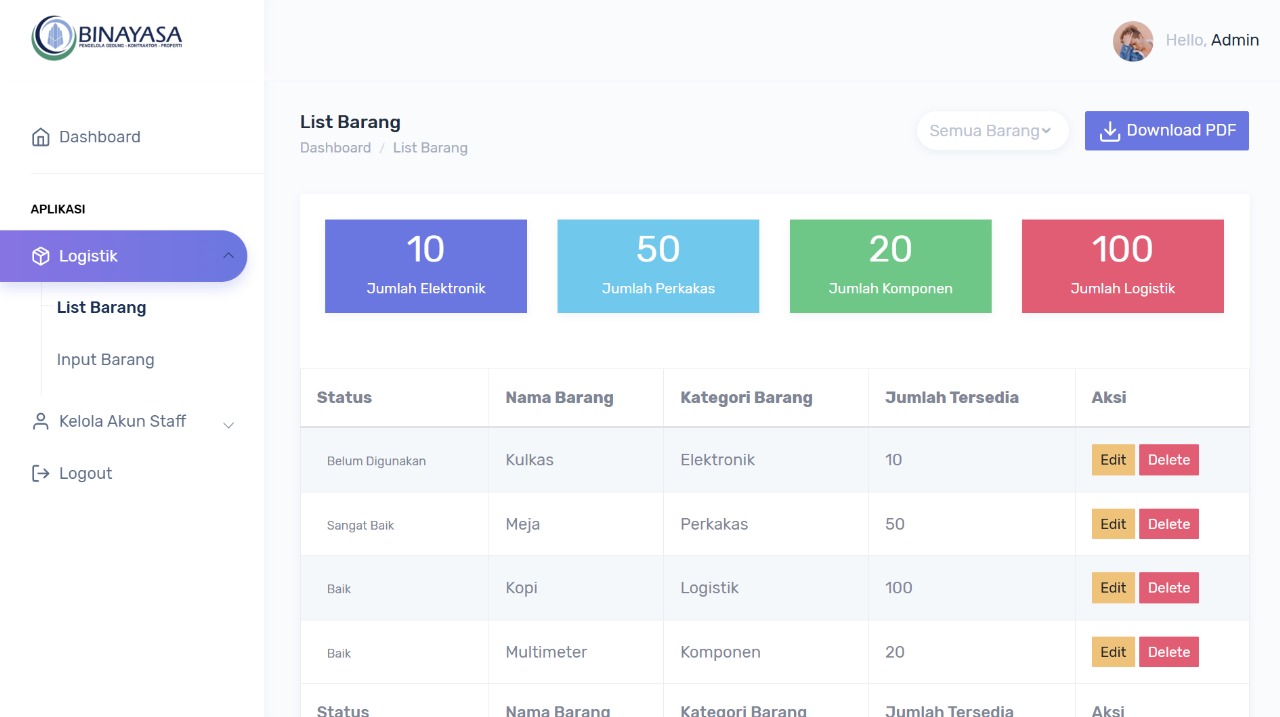 BINAYASA
PENGELOLA GEDUNG - KONTRAKTOR - PROPERTI
Hello, Admin
Dashboard
APLIKASI
Logistik
List Barang
Input Barang
Kelola Akun Staff
Logout
List Barang
Dashboard / List Barang
Semua Barang
Download PDF
10
Jumlah Elektronik
50
Jumlah Perkakas
20
Jumlah Komponen
100
Jumlah Logistik
Status Nama Barang Kategori Barang Jumlah Tersedia Aksi
Belum Digunakan Kulkas Elektronik 10 Edit Delete
Sangat Baik Meja Perkakas 50 Edit Delete
Baik Kopi Logistik 100 Edit Delete
Baik Multimeter Komponen 20 Edit Delete
Status Nama Barang Kategori Barang Jumlah Tersedia Aksi